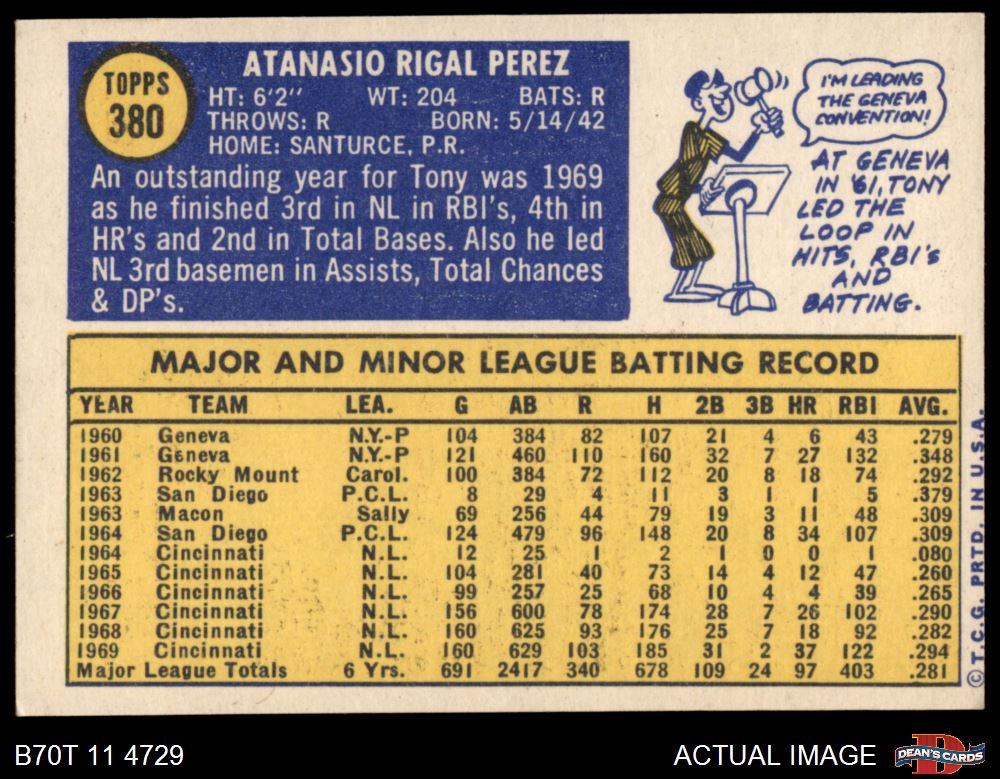 TOPPS
380
ATANASIO RIGAL PEREZ
HT: 6'2" WT: 204 BATS: R
THROWS: R BORN: 5/14/42
HOME: SANTURCE, P.R.
An outstanding year for Tony was 1969
as he finished 3rd in NL in RBI's, 4th in
HR's and 2nd in Total Bases. Also he led
NL 3rd basemen in Assists, Total Chances
& DP's.
I'M LEADING
THE GENEVA
CONVENTION!
AT GENEVA
IN '61, TONY
LED THE
LOOP IN
HITS, RBI'S
AND
BATTING.
MAJOR AND MINOR LEAGUE BATTING RECORD
YEAR TEAM LEA. G AB R H 2B 3B HR RBI AVG.
1960 Geneva N.Y.-P 104 384 82 107 21 4 6 43 .279
1961 Geneva N.Y.-P 121 460 110 160 32 7 27 132 .348
1962 Rocky Mount Carol. 100 384 72 112 20 8 18 74 .292
1963 San Diego P.C.L. 8 29 4 11 3 1 1 5 .379
1963 Macon Sally 69 256 44 79 19 3 11 48 .309
1964 San Diego P.C.L. 124 479 96 148 20 8 34 107 .309
1964 Cincinnati N.L. 12 25 1 2 1 0 0 1 .080
1965 Cincinnati N.L. 104 281 40 73 14 4 12 47 .260
1966 Cincinnati N.L. 99 257 25 68 10 4 4 39 .265
1967 Cincinnati N.L. 156 600 78 174 28 7 26 102 .290
1968 Cincinnati N.L. 160 625 93 176 25 7 18 92 .282
1969 Cincinnati N.L. 160 629 103 185 31 2 37 122 .294
Major League Totals 6 Yrs. 691 2417 340 678 109 24 97 403 .281
©T.C.G. PRTD. IN U.S.A.
B70T 11 4729
ACTUAL IMAGE
D
DEAN'S CARDS